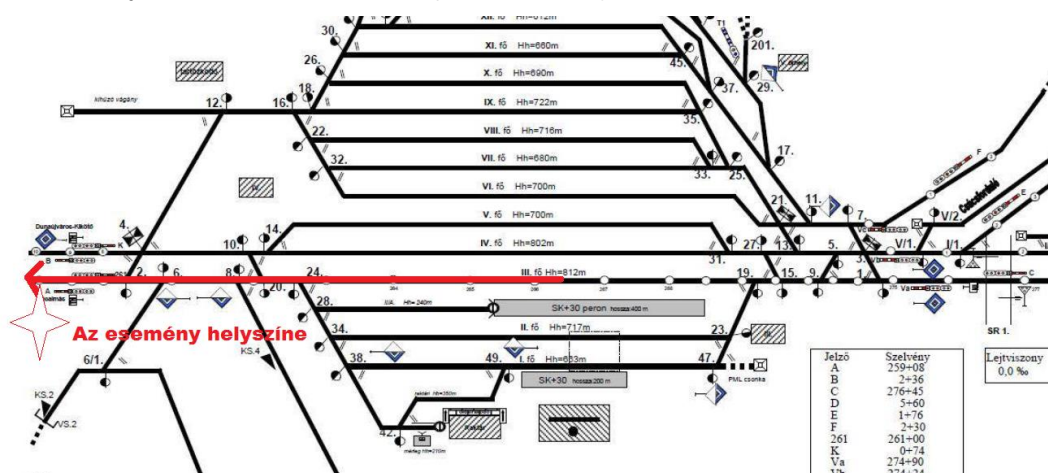 XI. fő Hh=660m
X. fő Hh=690m
IX. fő Hh=722m
VIII. fő Hh=716m
VII. fő Hh=680m
VI. fő Hh=700m
V. fő Hh=700m
IV. fő Hh=802m
III. fő Hh=812m
II/A. Hh=240m
II. fő Hh=717m
I. fő Hh=633m
30.
26.
18.
16.
12.
kihúzó vágány
22.
32.
45.
37.
35.
33.
25.
T1
201.
29.
17.
21.
11.
7.
F
E
Csúcsforduló
V/2.
V/1.
I/1.
Dunaújváros-Kikötő
K
B
A
261
4.
2.
6.
8.
10.
14.
20.
24.
28.
34.
38.
42.
49.
47.
23.
31.
27.
13.
19.
15.
9.
5.
3.
1.
Va
C
SR 1.
SK+30 peron hossza:400 m
SK+30 hossza:200 m
PML csonka
Az esemény helyszíne
6/1.
KS.4
KS.2
VS.2
Jelző Szelvény
A 259+08
B 2+36
C 276+45
D 5+60
E 1+76
F 2+30
261 261+00
K 0+74
Va 274+90
Lejtviszony
0,0 ‰